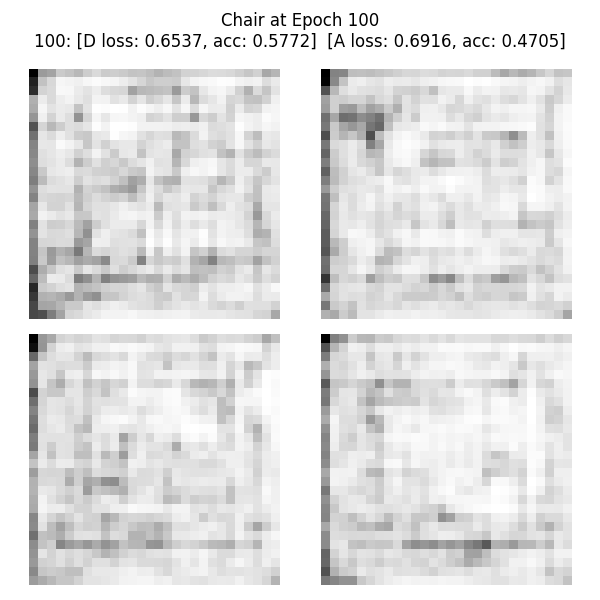 Chair at Epoch 100
100: [D loss: 0.6537, acc: 0.5772]  [A loss: 0.6916, acc: 0.4705]